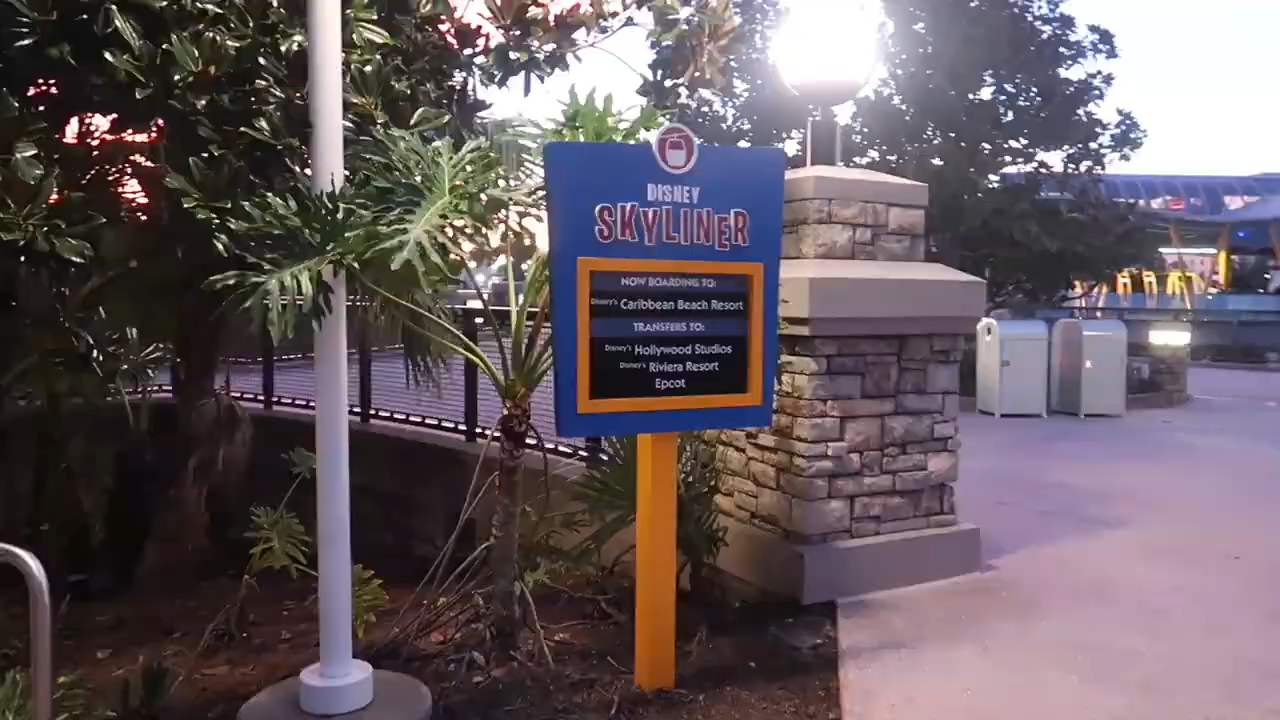 DISNEY
SKYLINER
NOW BOARDING TO:
Disney's Caribbean Beach Resort
TRANSFERS TO:
Disney's Hollywood Studios
Disney's Riviera Resort
Epcot